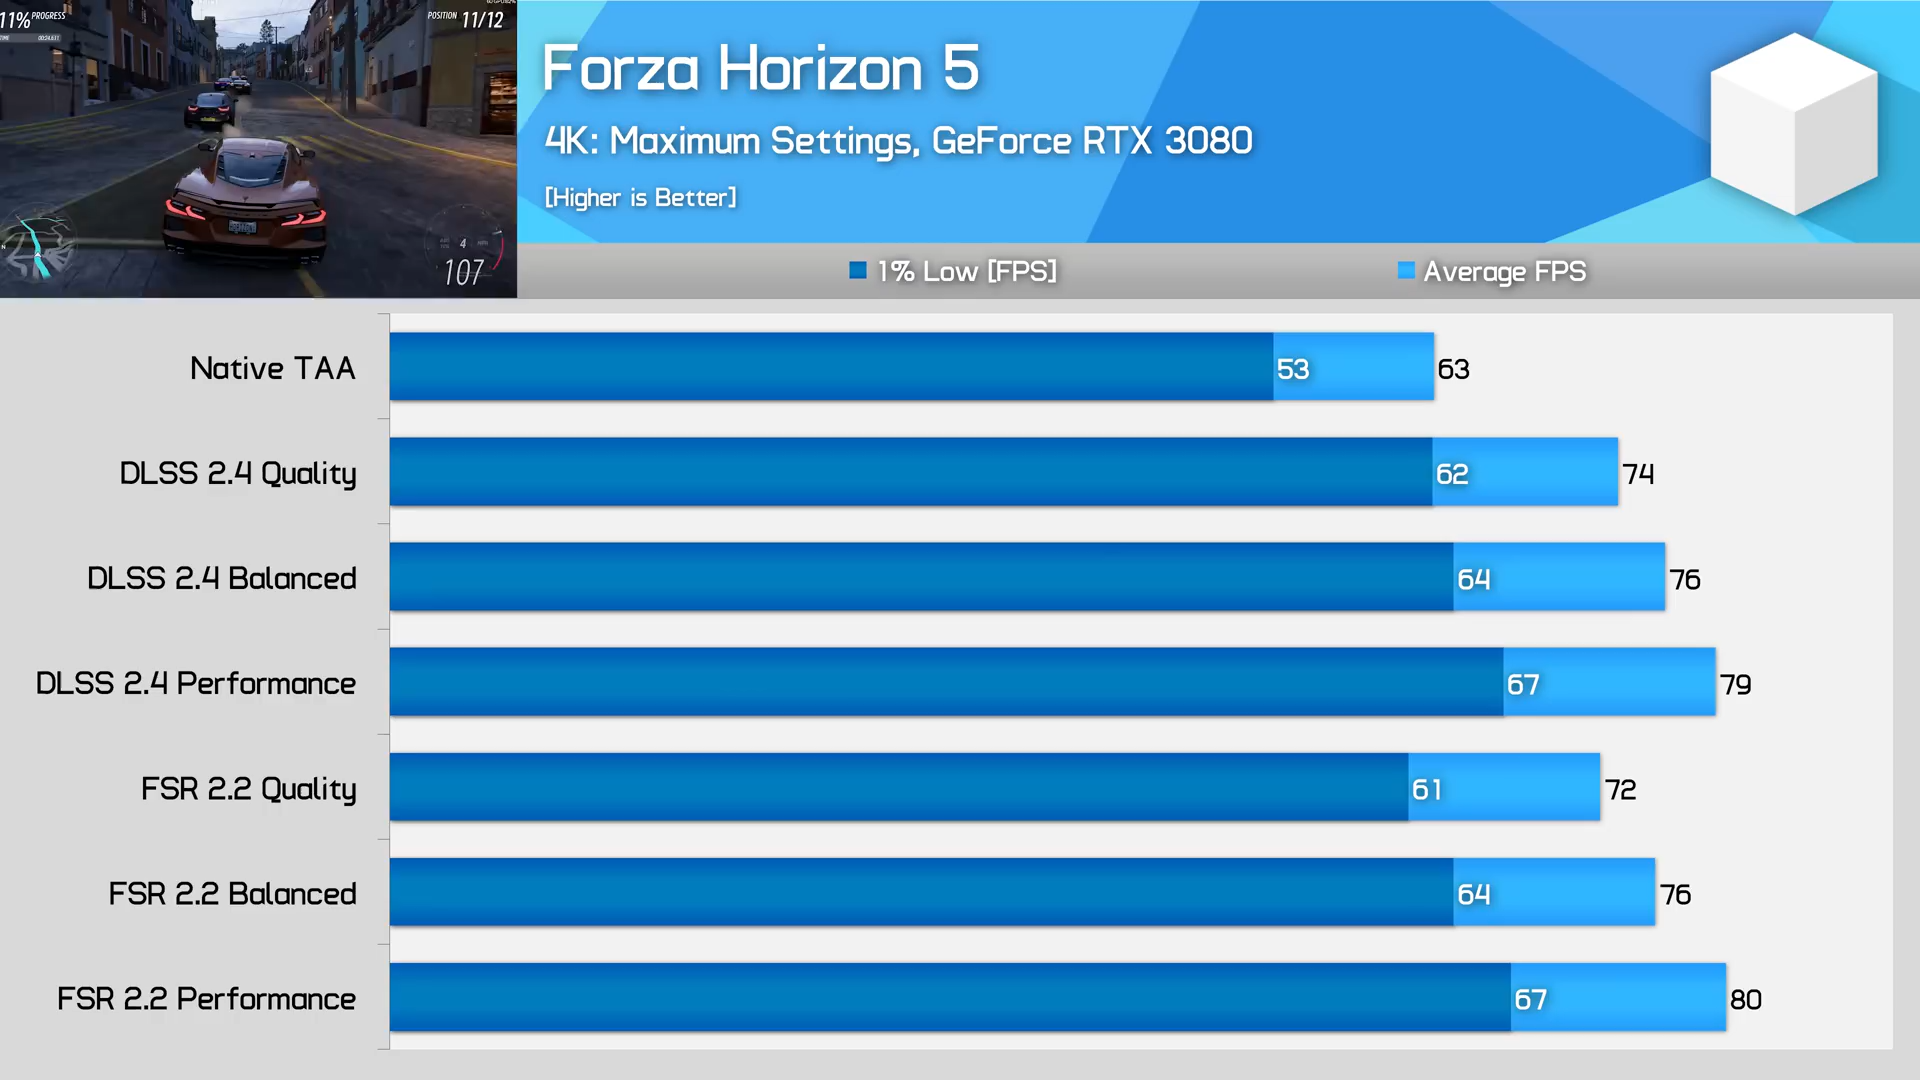 11% PROGRESS
POSITION 11/12
Forza Horizon 5
4K: Maximum Settings, GeForce RTX 3080
[Higher is Better]
N
4
107
1% Low [FPS]
Average FPS
Native TAA
53
63
DLSS 2.4 Quality
62
74
DLSS 2.4 Balanced
64
76
DLSS 2.4 Performance
67
79
FSR 2.2 Quality
61
72
FSR 2.2 Balanced
64
76
FSR 2.2 Performance
67
80